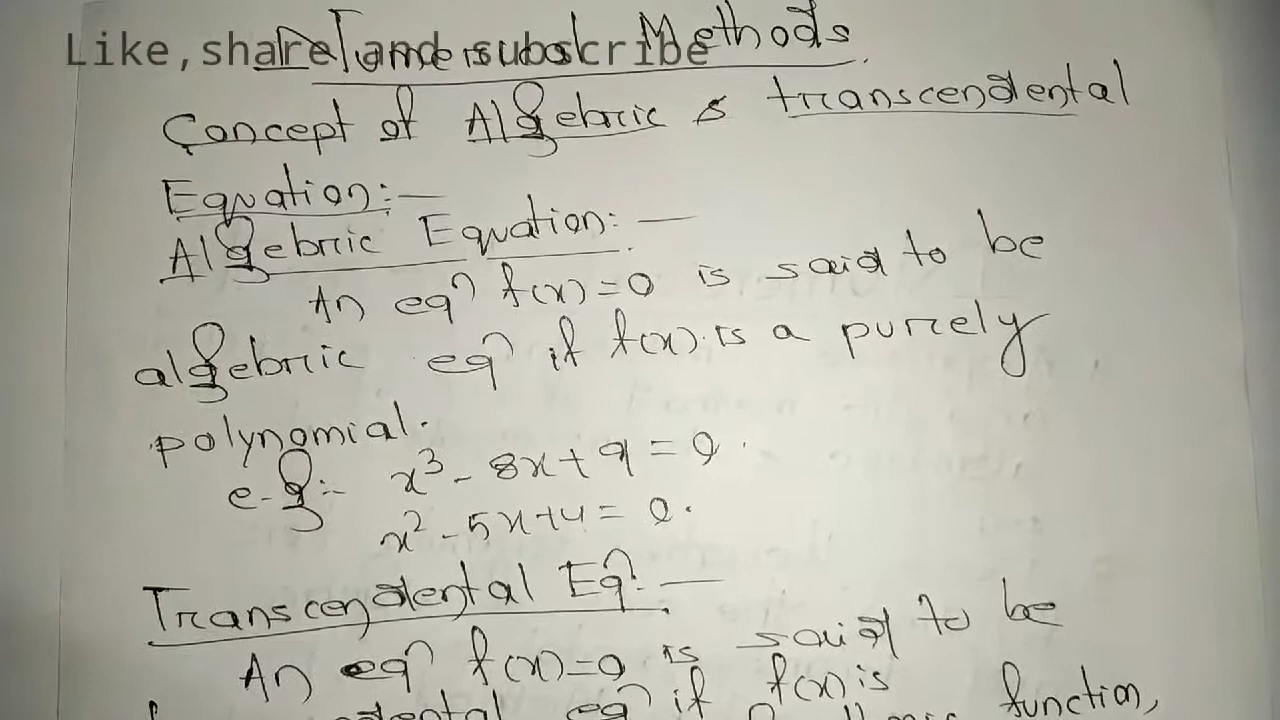 Like,share and subscribe
Methods
Concept of Algebric & transcendental
Equation:-
Algebric Equation:-
An eqn f(x)=0 is said to be
algebric eqn if f(x) is a purely
polynomial.
e-g:- x³ - 8x + 9 = 0.
x² - 5x + 4 = 0.
Transcendental Eqn:-
An eqn f(x)=0 is said to be
eqn if f(x) is function,